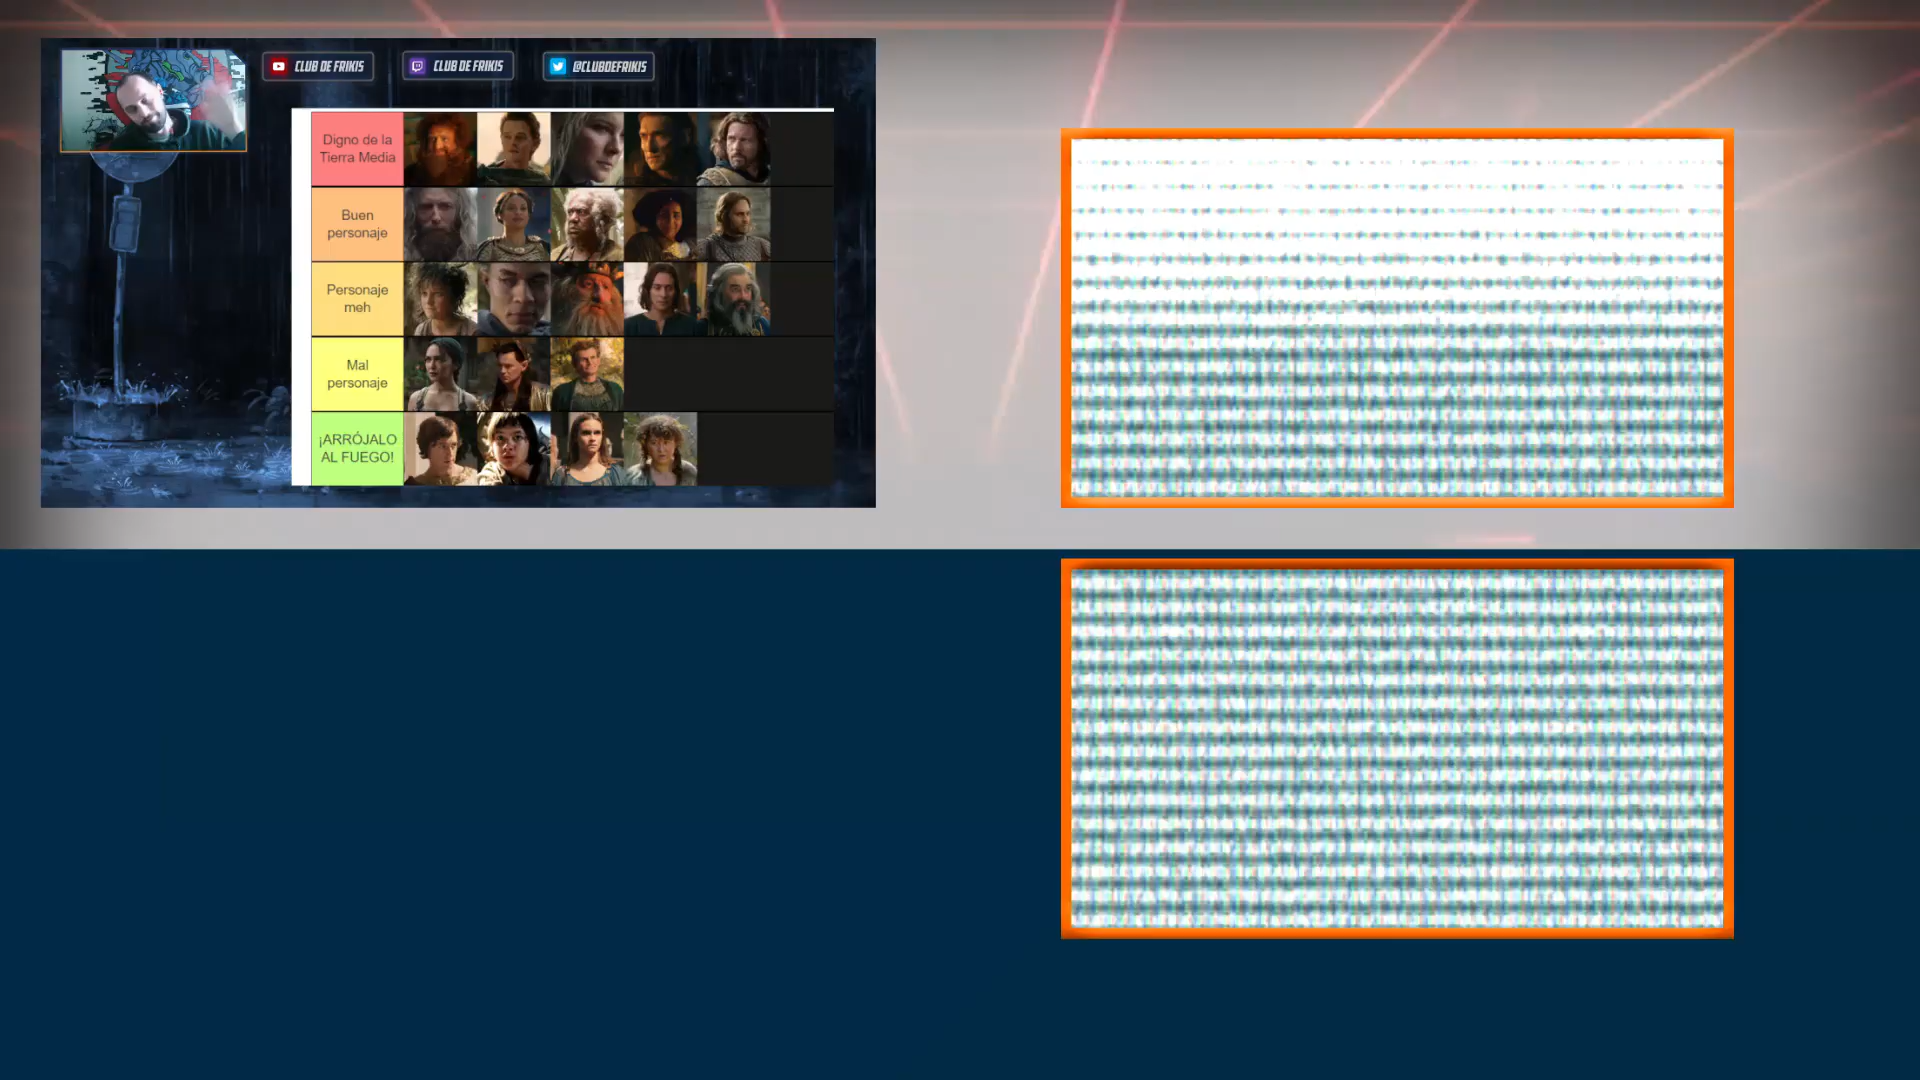 CLUB DE FRIKIS
CLUB DE FRIKIS
@CLUBDEFRIKIS
Digno de la
Tierra Media
Buen
personaje
Personaje
meh
Mal
personaje
¡ARRÓJALO
AL FUEGO!